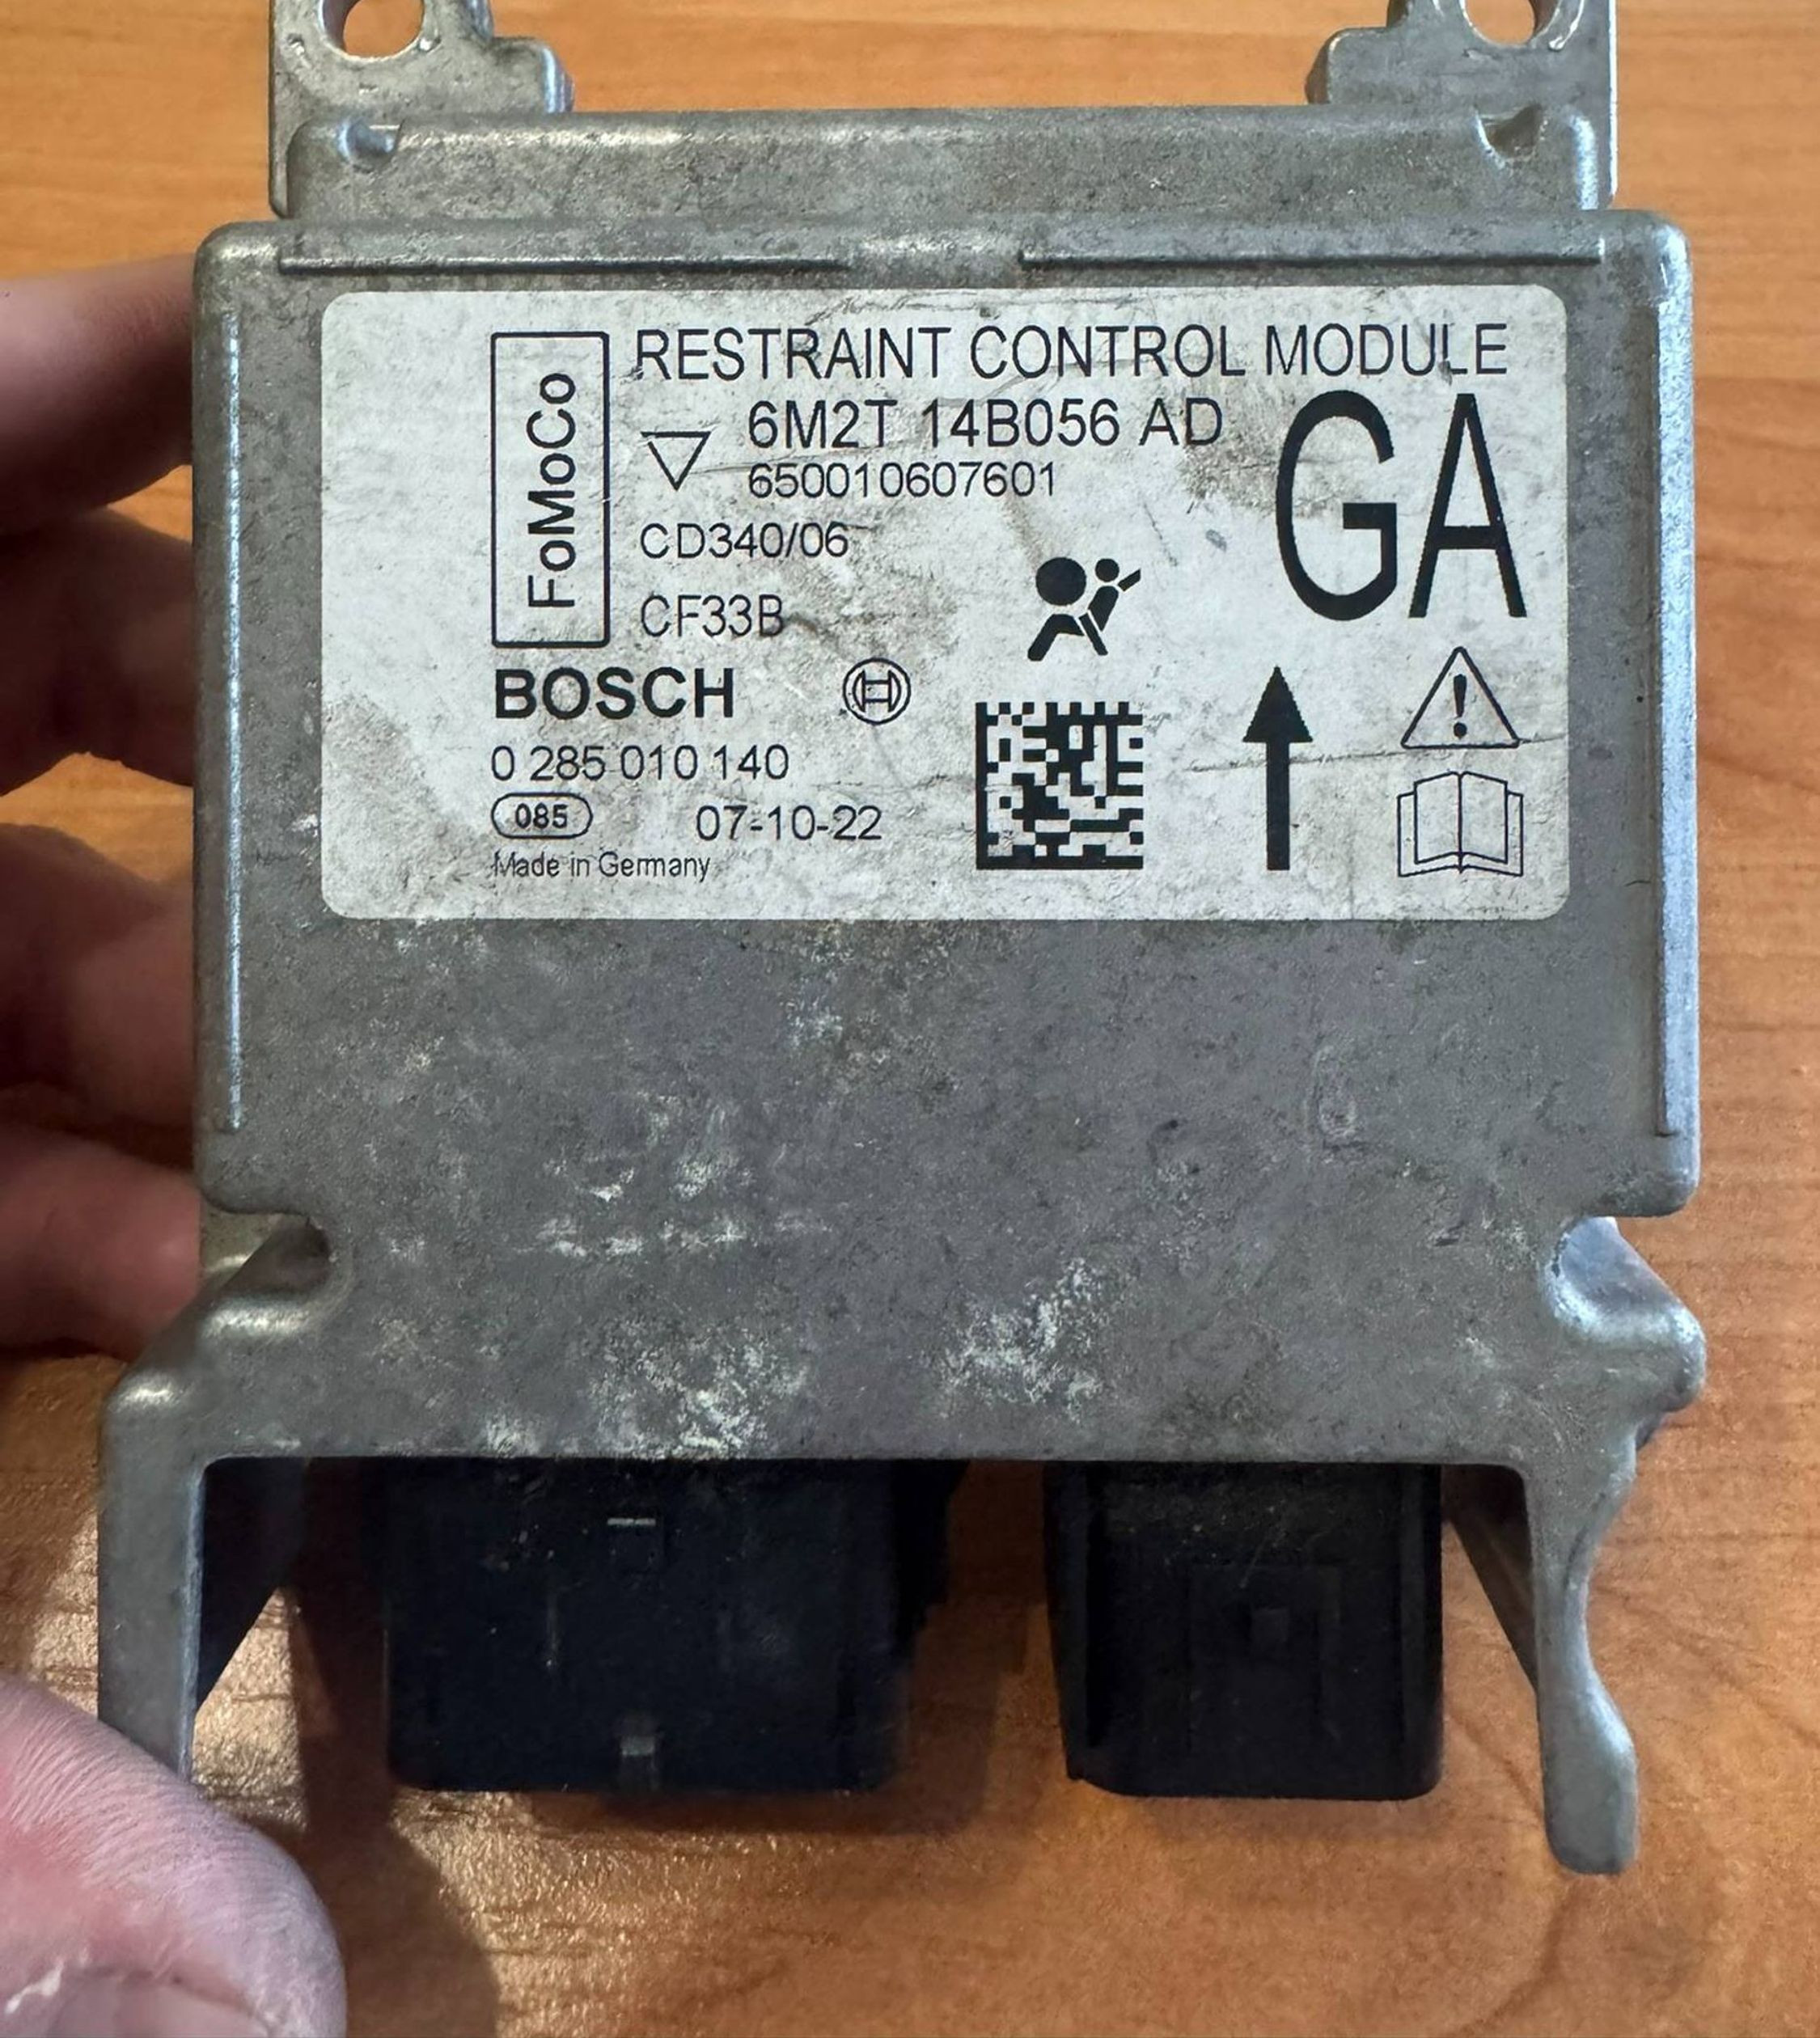 RESTRAINT CONTROL MODULE
FoMoCo
6M2T 14B056 AD
GA
650010607601
CD340/06
CF33B
BOSCH
0 285 010 140
085 07-10-22
Made in Germany